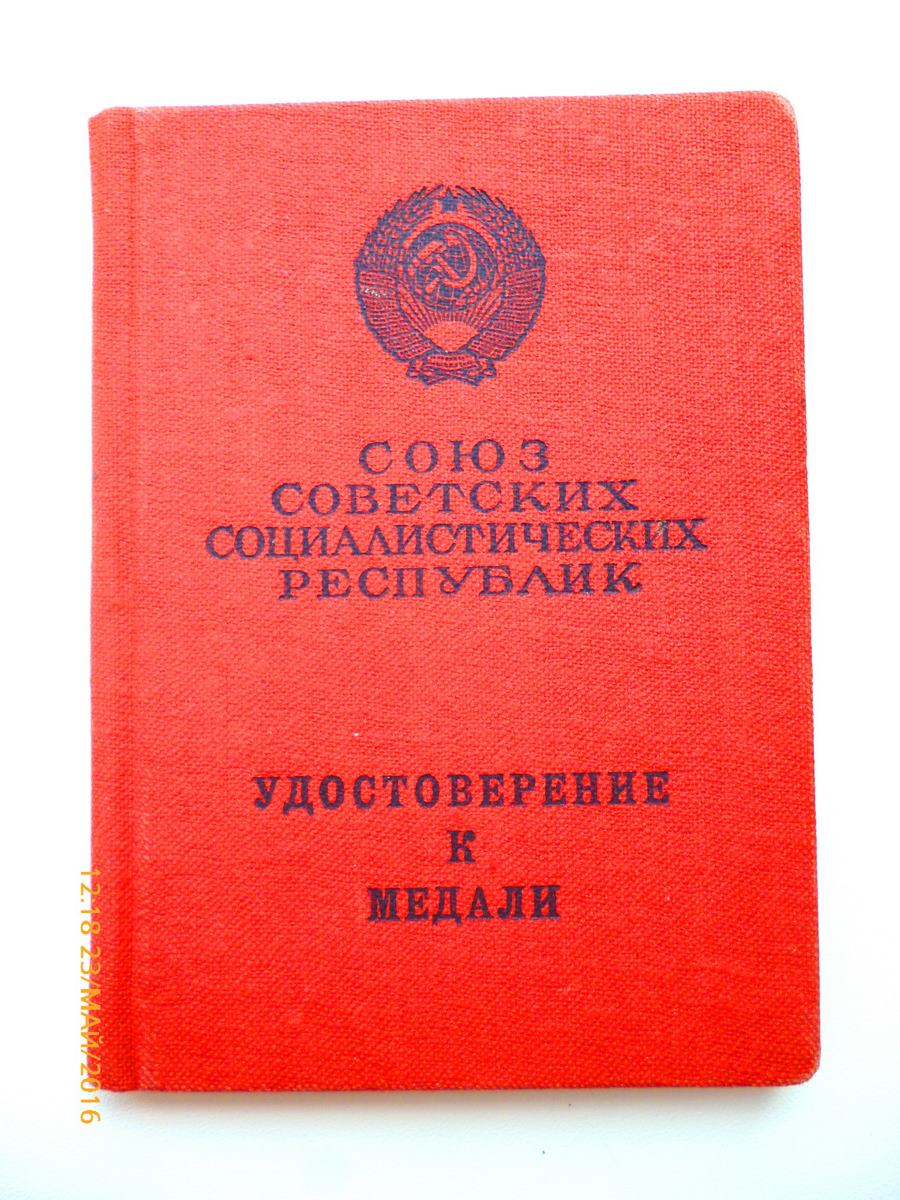 СОЮЗ
СОВЕТСКИХ
СОЦИАЛИСТИЧЕСКИХ
РЕСПУБЛИК
УДОСТОВЕРЕНИЕ
К
МЕДАЛИ
12:18 23/МАЙ/2016